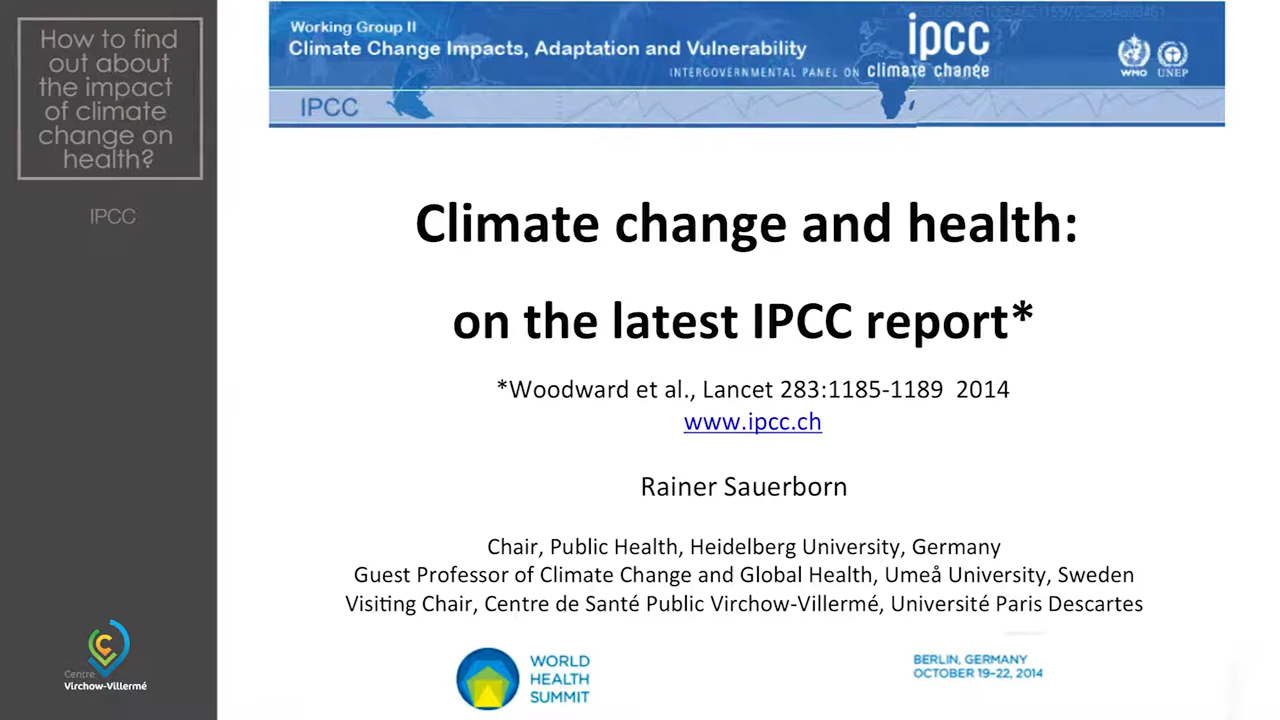 How to find
out about
the impact
of climate
change on
health?
IPCC
Centre
Virchow-Villermé
Working Group II
Climate Change Impacts, Adaptation and Vulnerability
ipcc
INTERGOVERNMENTAL PANEL ON climate change
WMO UNEP
IPCC
Climate change and health:
on the latest IPCC report*
*Woodward et al., Lancet 283:1185-1189 2014
www.ipcc.ch
Rainer Sauerborn
Chair, Public Health, Heidelberg University, Germany
Guest Professor of Climate Change and Global Health, Umeå University, Sweden
Visiting Chair, Centre de Santé Public Virchow-Villermé, Université Paris Descartes
WORLD
HEALTH
SUMMIT
BERLIN, GERMANY
OCTOBER 19–22, 2014